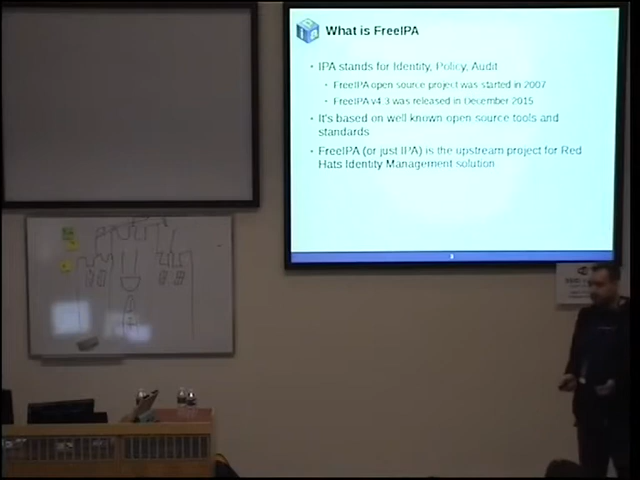 What is FreeIPA
• IPA stands for Identity, Policy, Audit
• FreeIPA open source project was started in 2007
• FreeIPA v4.3 was released in December 2015
• It's based on well known open source tools and
standards
• FreeIPA (or just IPA) is the upstream project for Red
Hats Identity Management solution